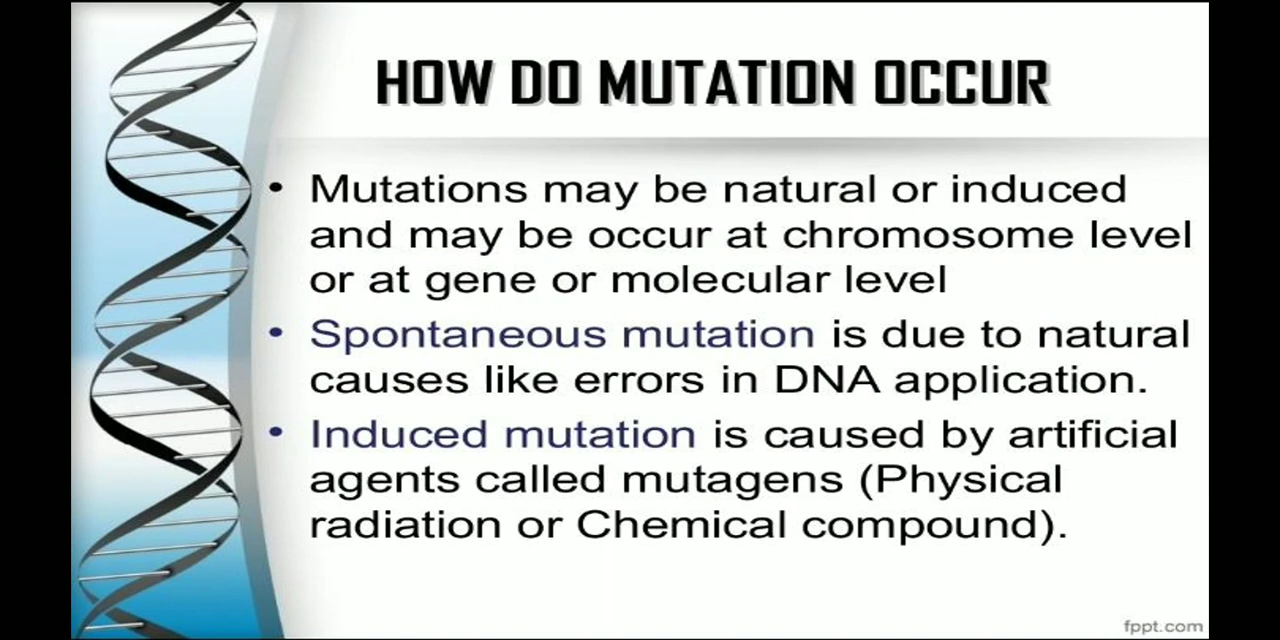 HOW DO MUTATION OCCUR
• Mutations may be natural or induced
and may be occur at chromosome level
or at gene or molecular level
• Spontaneous mutation is due to natural
causes like errors in DNA application.
• Induced mutation is caused by artificial
agents called mutagens (Physical
radiation or Chemical compound).
fppt.com